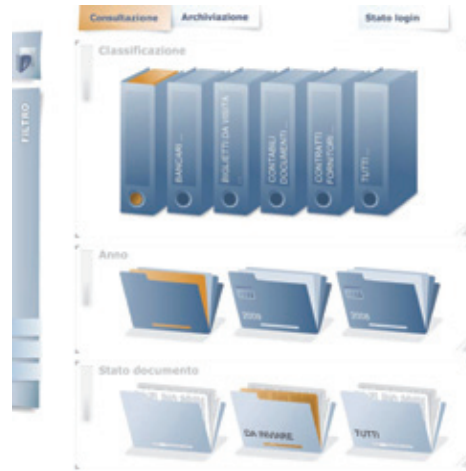 Consultazione
Archiviazione
Stato login
Classificazione
FILTRO
BANCARI ...
BIGLIETTI DA VISITA
CONTABILI
DOCUMENTI ...
CONTRATTI
FORNITORI ...
TUTTI ...
Anno
2009
2008
Stato documento
DA INVIARE
TUTTI